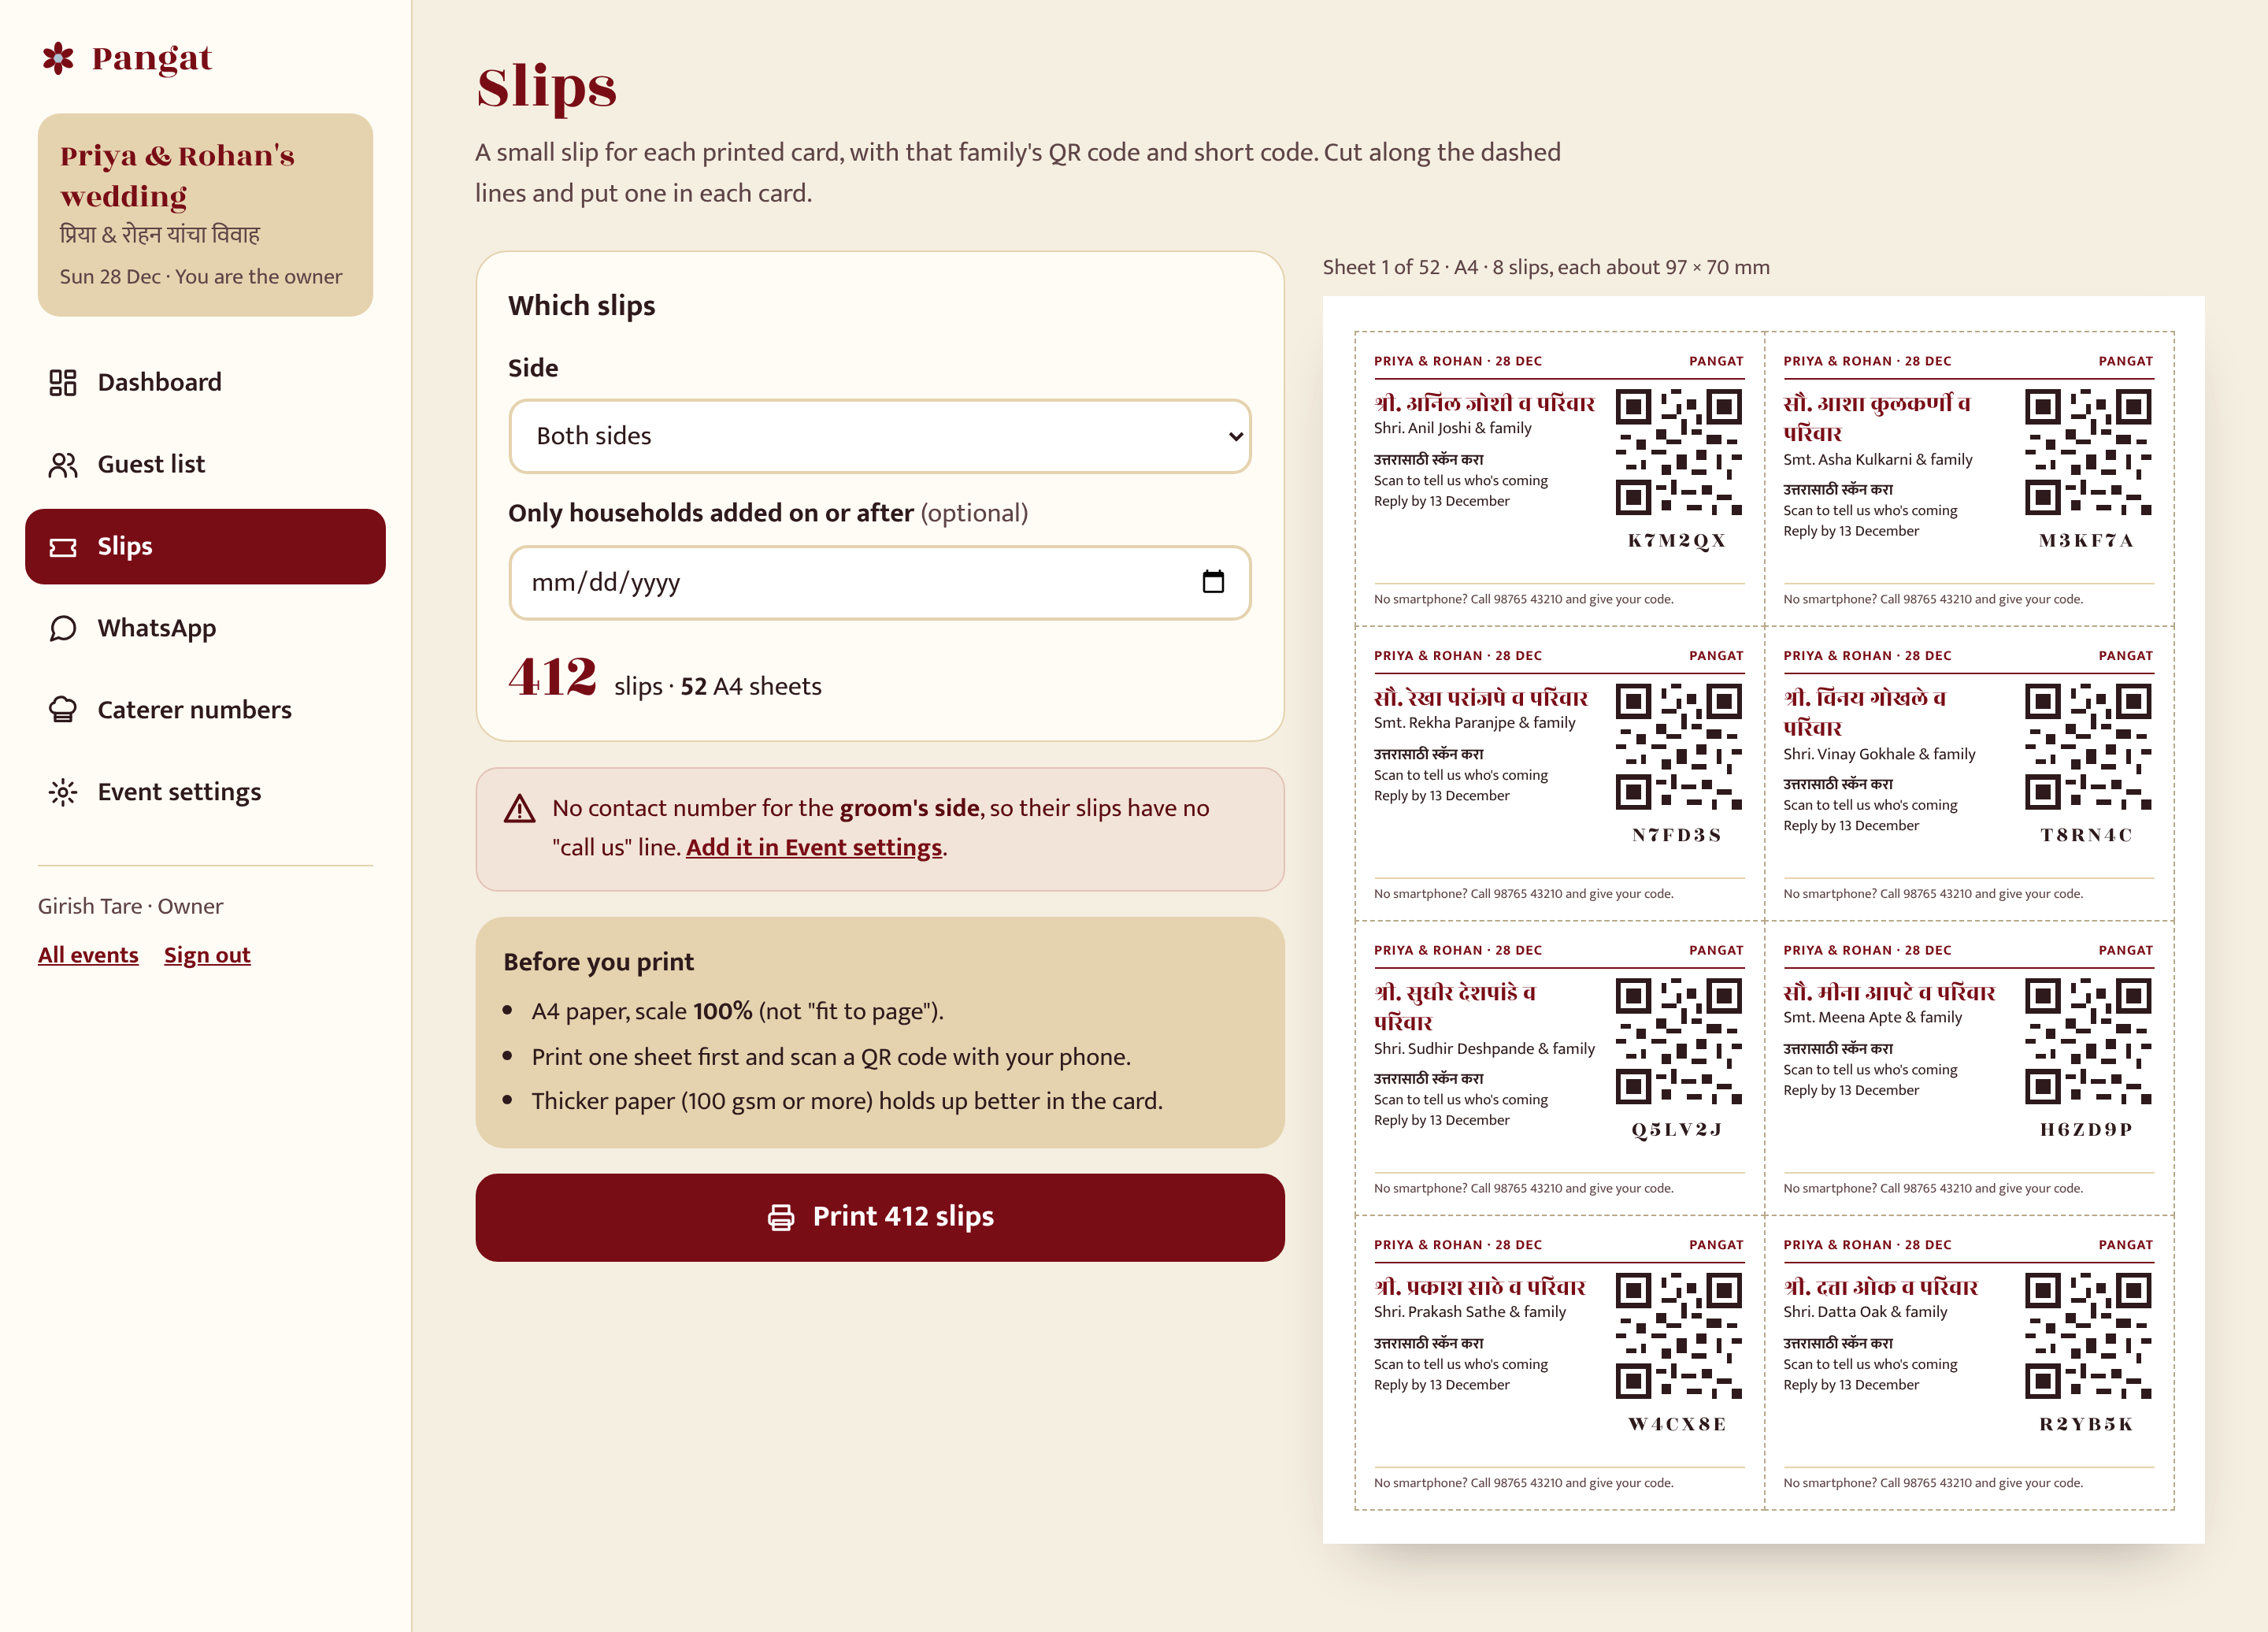 Pangat
Priya & Rohan's
wedding
प्रिया & रोहन यांचा विवाह
Sun 28 Dec · You are the owner
Dashboard
Guest list
Slips
WhatsApp
Caterer numbers
Event settings
Girish Tare · Owner
All events Sign out
Slips
A small slip for each printed card, with that family's QR code and short code. Cut along the dashed
lines and put one in each card.
Which slips
Side
Both sides
Only households added on or after (optional)
mm/dd/yyyy
412 slips · 52 A4 sheets
No contact number for the groom's side, so their slips have no
"call us" line. Add it in Event settings.
Before you print
A4 paper, scale 100% (not "fit to page").
Print one sheet first and scan a QR code with your phone.
Thicker paper (100 gsm or more) holds up better in the card.
Print 412 slips
Sheet 1 of 52 · A4 · 8 slips, each about 97 × 70 mm
PRIYA & ROHAN · 28 DEC PANGAT
श्री. अनिल जोशी व परिवार
Shri. Anil Joshi & family
उत्तरासाठी स्कॅन करा
Scan to tell us who's coming
Reply by 13 December
K7M2QX
No smartphone? Call 98765 43210 and give your code.
PRIYA & ROHAN · 28 DEC PANGAT
सौ. आशा कुलकर्णी व
परिवार
Smt. Asha Kulkarni & family
उत्तरासाठी स्कॅन करा
Scan to tell us who's coming
Reply by 13 December
M3KF7A
No smartphone? Call 98765 43210 and give your code.
PRIYA & ROHAN · 28 DEC PANGAT
सौ. रेखा परांजपे व परिवार
Smt. Rekha Paranjpe & family
उत्तरासाठी स्कॅन करा
Scan to tell us who's coming
Reply by 13 December
N7FD3S
No smartphone? Call 98765 43210 and give your code.
PRIYA & ROHAN · 28 DEC PANGAT
श्री. विनय गोखले व
परिवार
Shri. Vinay Gokhale & family
उत्तरासाठी स्कॅन करा
Scan to tell us who's coming
Reply by 13 December
T8RN4C
No smartphone? Call 98765 43210 and give your code.
PRIYA & ROHAN · 28 DEC PANGAT
श्री. सुधीर देशपांडे व
परिवार
Shri. Sudhir Deshpande & family
उत्तरासाठी स्कॅन करा
Scan to tell us who's coming
Reply by 13 December
Q5LV2J
No smartphone? Call 98765 43210 and give your code.
PRIYA & ROHAN · 28 DEC PANGAT
सौ. मीना आपटे व परिवार
Smt. Meena Apte & family
उत्तरासाठी स्कॅन करा
Scan to tell us who's coming
Reply by 13 December
H6ZD9P
No smartphone? Call 98765 43210 and give your code.
PRIYA & ROHAN · 28 DEC PANGAT
श्री. प्रकाश साठे व परिवार
Shri. Prakash Sathe & family
उत्तरासाठी स्कॅन करा
Scan to tell us who's coming
Reply by 13 December
W4CX8E
No smartphone? Call 98765 43210 and give your code.
PRIYA & ROHAN · 28 DEC PANGAT
श्री. दत्ता ओक व परिवार
Shri. Datta Oak & family
उत्तरासाठी स्कॅन करा
Scan to tell us who's coming
Reply by 13 December
R2YB5K
No smartphone? Call 98765 43210 and give your code.